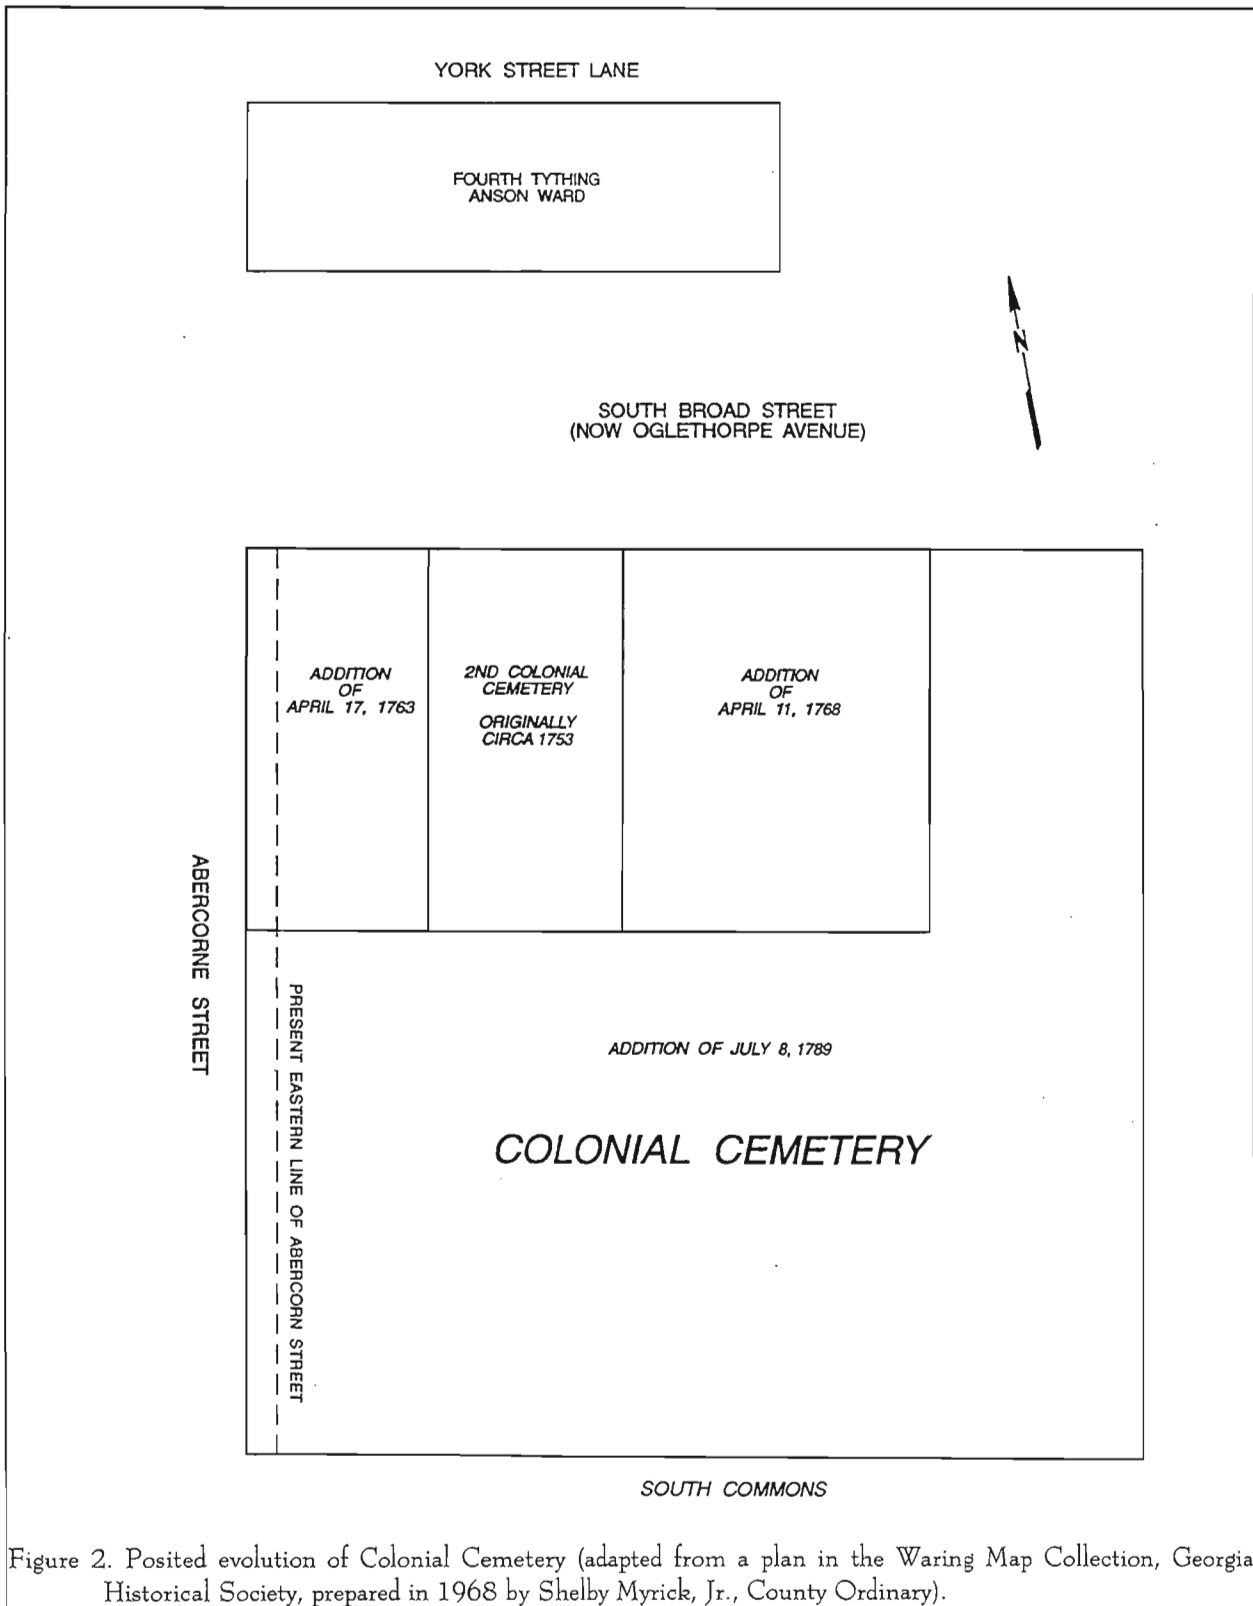 YORK STREET LANE
FOURTH TYTHING
ANSON WARD
N
SOUTH BROAD STREET
(NOW OGLETHORPE AVENUE)
ADDITION
OF
APRIL 17, 1763
2ND COLONIAL
CEMETERY
ORIGINALLY
CIRCA 1753
ADDITION
OF
APRIL 11, 1768
ABERCORNE STREET
PRESENT EASTERN LINE OF ABERCORN STREET
ADDITION OF JULY 8, 1789
COLONIAL CEMETERY
SOUTH COMMONS
Figure 2. Posited evolution of Colonial Cemetery (adapted from a plan in the Waring Map Collection, Georgia
Historical Society, prepared in 1968 by Shelby Myrick, Jr., County Ordinary).